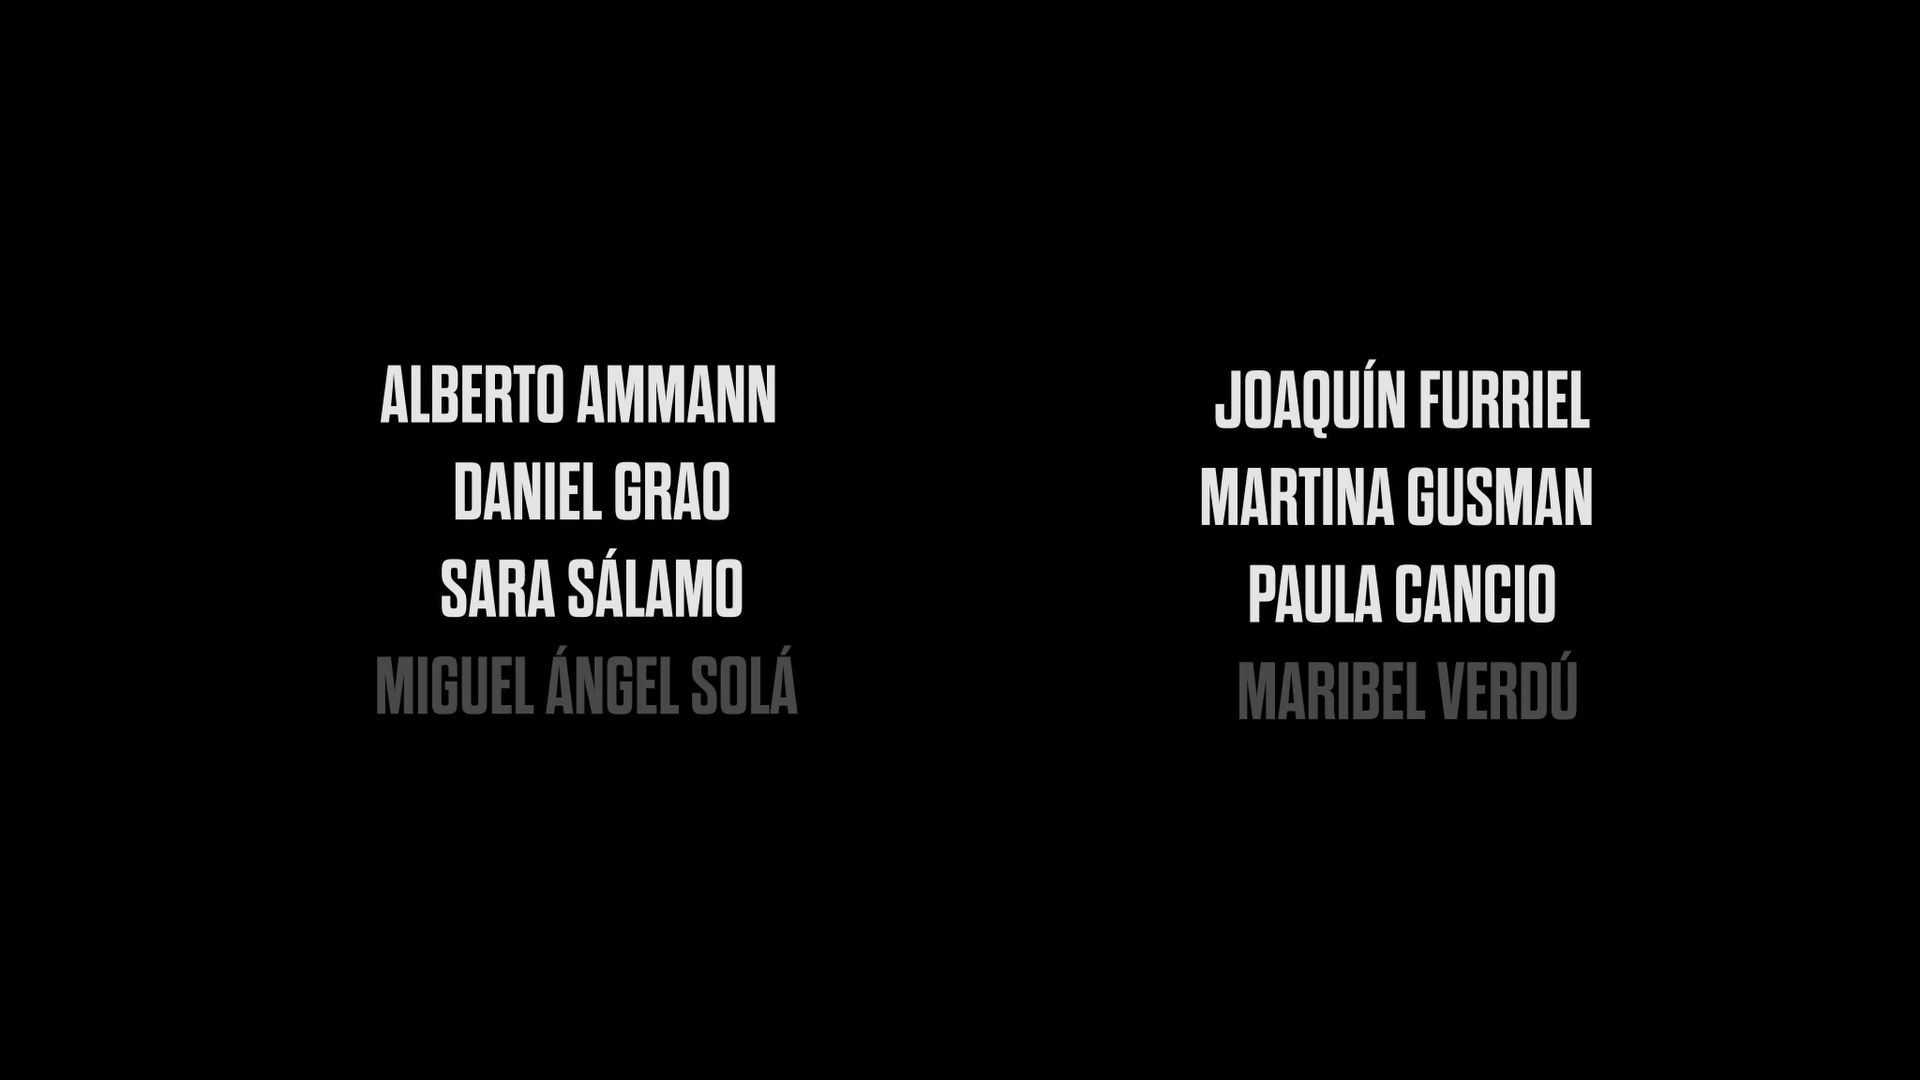 ALBERTO AMMANN
DANIEL GRAO
SARA SÁLAMO
MIGUEL ÁNGEL SOLÁ
JOAQUÍN FURRIEL
MARTINA GUSMAN
PAULA CANCIO
MARIBEL VERDÚ